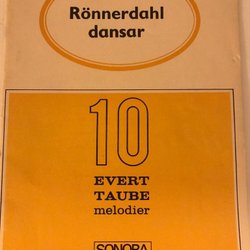 Rönnerdahl
dansar
10
EVERT
TAUBE
melodier
SONORA